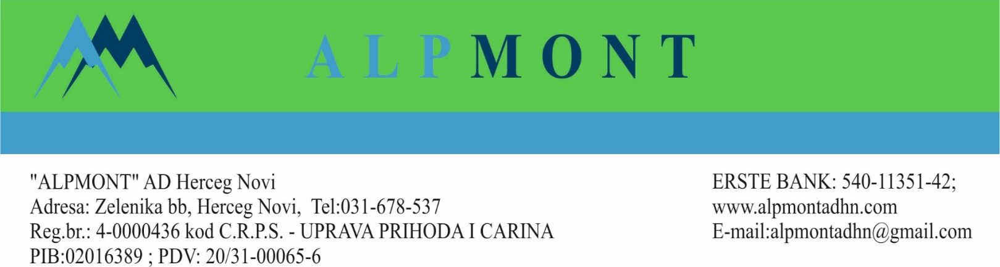 ALPMONT
"ALPMONT" AD Herceg Novi
Adresa: Zelenika bb, Herceg Novi, Tel:031-678-537
Reg.br.: 4-0000436 kod C.R.P.S. - UPRAVA PRIHODA I CARINA
PIB:02016389 ; PDV: 20/31-00065-6
ERSTE BANK: 540-11351-42;
www.alpmontadhn.com
E-mail:alpmontadhn@gmail.com